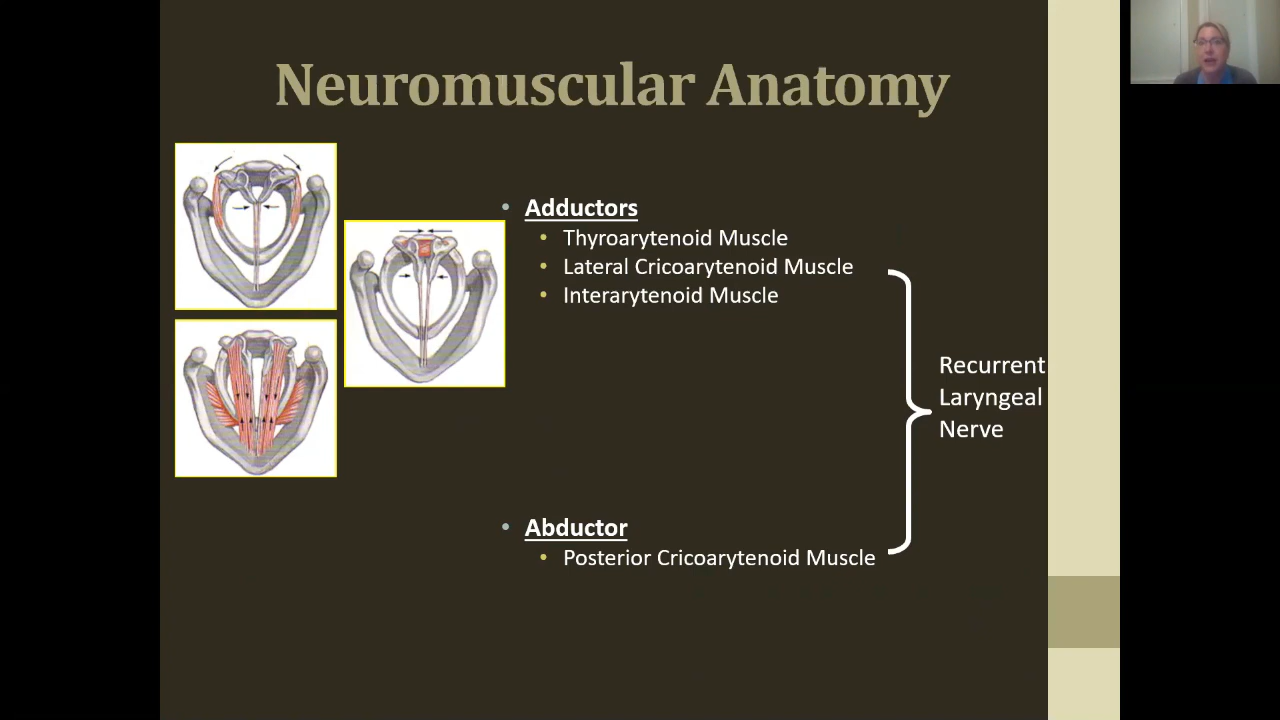 Neuromuscular Anatomy
• Adductors
• Thyroarytenoid Muscle
• Lateral Cricoarytenoid Muscle
• Interarytenoid Muscle
Recurrent
Laryngeal
Nerve
• Abductor
• Posterior Cricoarytenoid Muscle